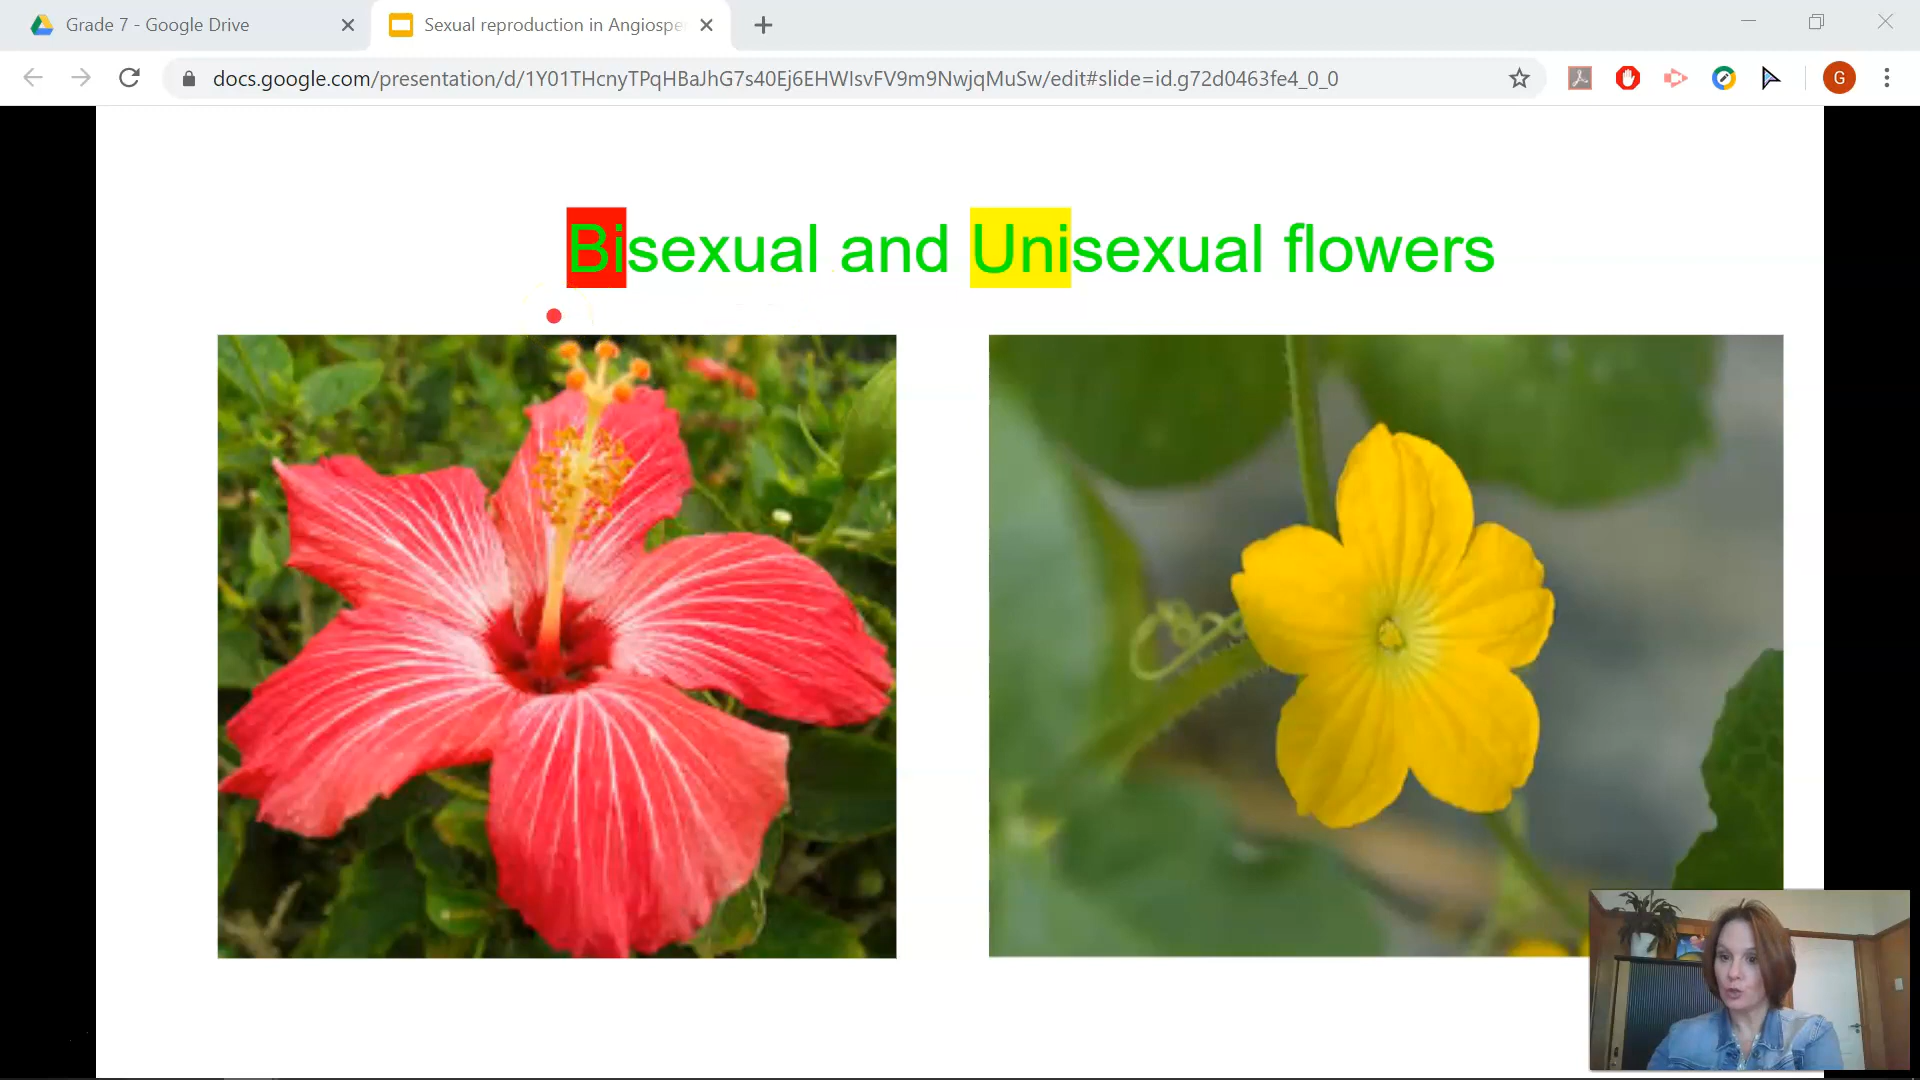 Grade 7 - Google Drive
Sexual reproduction in Angiospe
docs.google.com/presentation/d/1Y01THcnyTPqHBaJhG7s40Ej6EHWIsvFV9m9NwjqMuSw/edit#slide=id.g72d0463fe4_0_0
G
Bisexual and Unisexual flowers